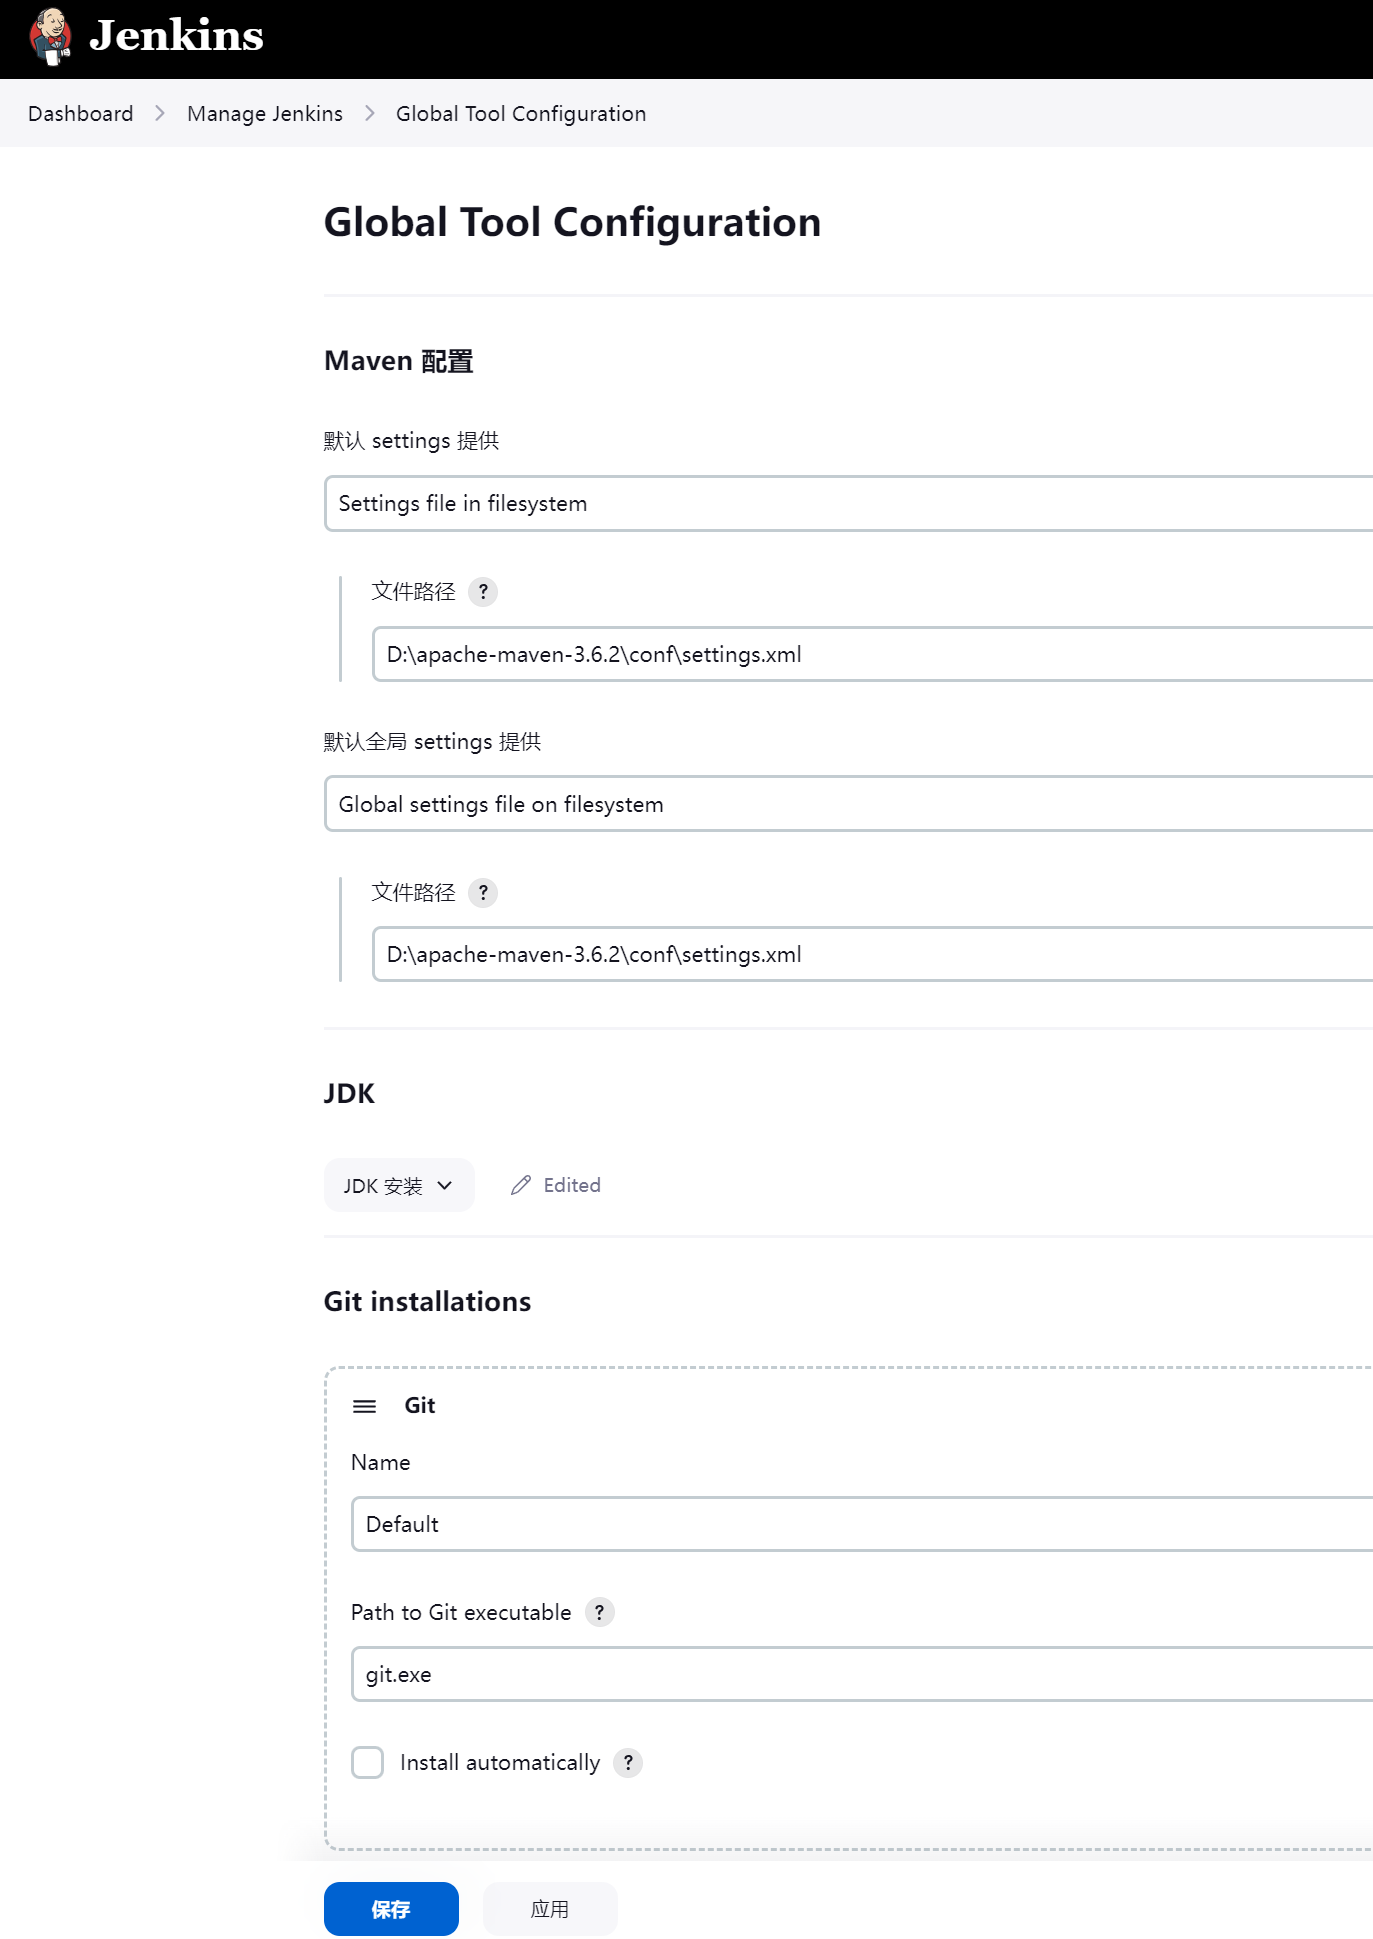 Jenkins
Dashboard > Manage Jenkins > Global Tool Configuration
Global Tool Configuration
Maven 配置
默认 settings 提供
Settings file in filesystem
文件路径 ?
D:\apache-maven-3.6.2\conf\settings.xml
默认全局 settings 提供
Global settings file on filesystem
文件路径 ?
D:\apache-maven-3.6.2\conf\settings.xml
JDK
JDK 安装 Edited
Git installations
Git
Name
Default
Path to Git executable ?
git.exe
Install automatically ?
保存 应用